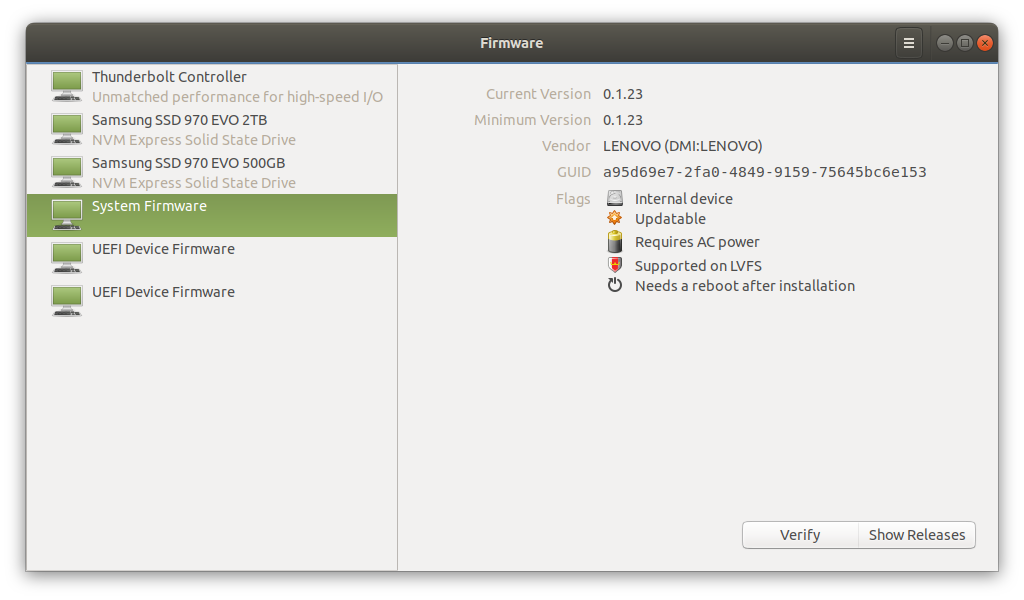 Firmware
Thunderbolt Controller
Unmatched performance for high-speed I/O
Samsung SSD 970 EVO 2TB
NVM Express Solid State Drive
Samsung SSD 970 EVO 500GB
NVM Express Solid State Drive
System Firmware
UEFI Device Firmware
UEFI Device Firmware
Current Version 0.1.23
Minimum Version 0.1.23
Vendor LENOVO (DMI:LENOVO)
GUID a95d69e7-2fa0-4849-9159-75645bc6e153
Flags Internal device
Updatable
Requires AC power
Supported on LVFS
Needs a reboot after installation
Verify Show Releases